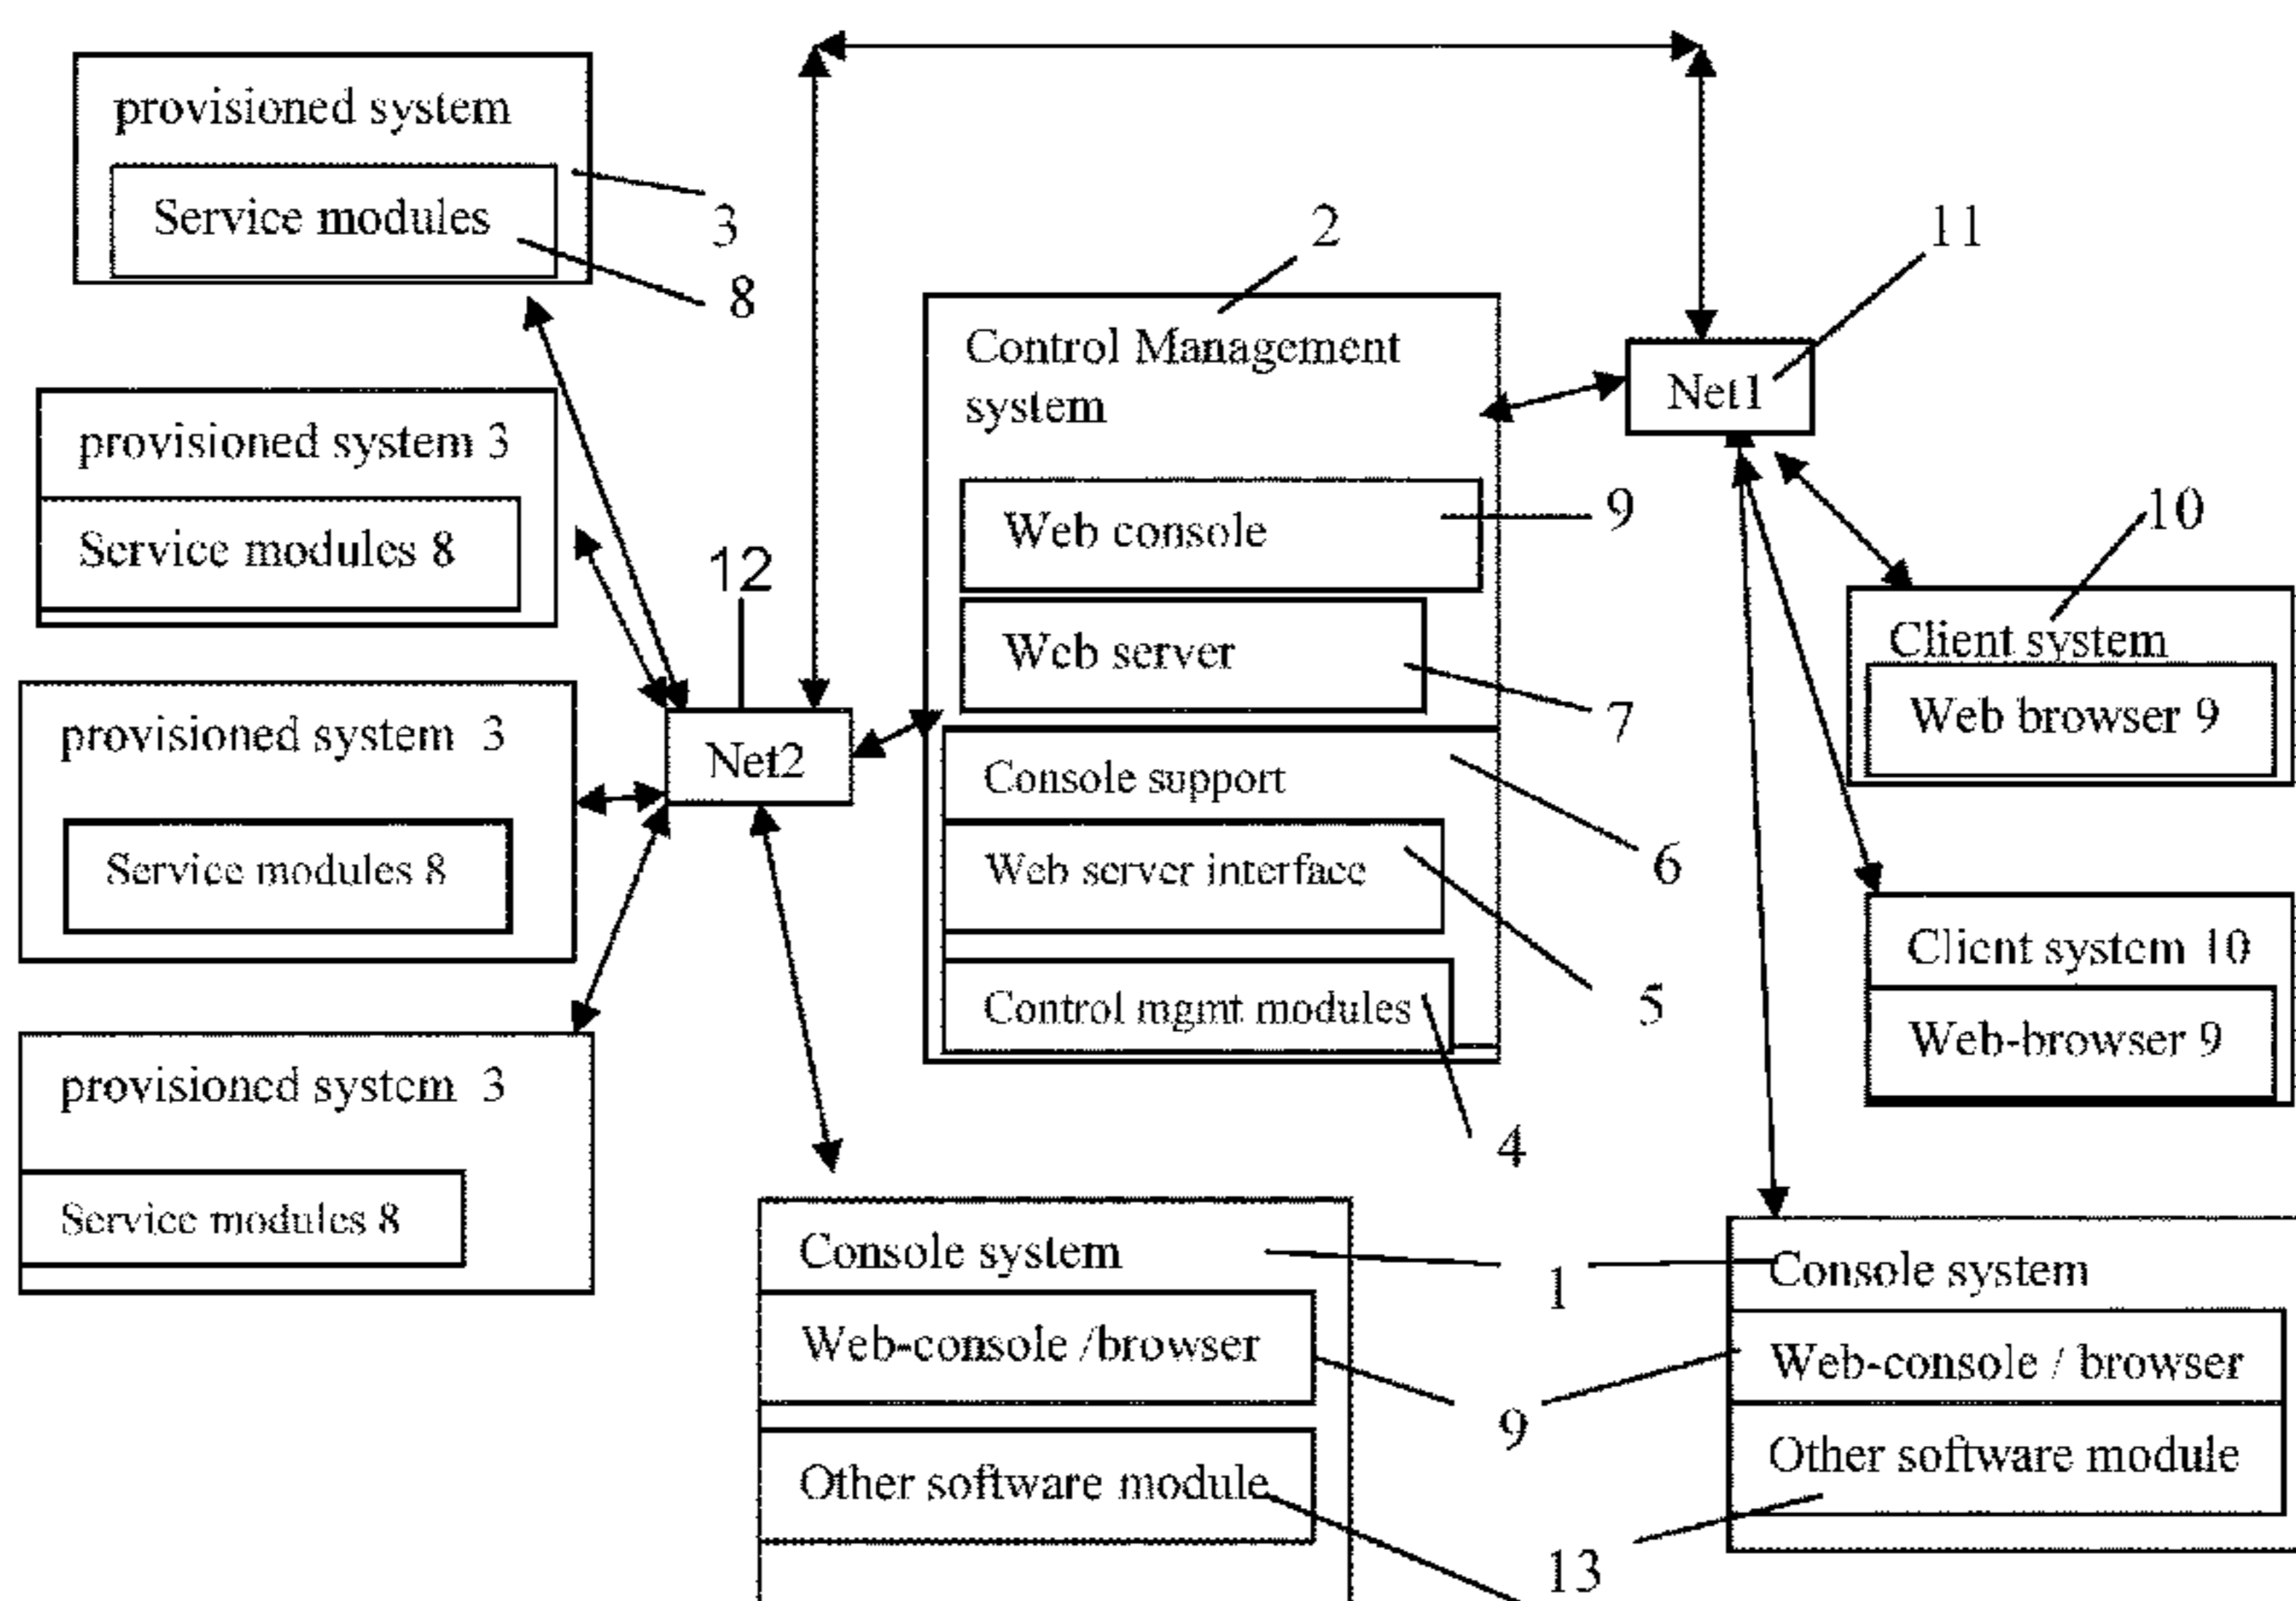 provisioned system
Service modules
3
8
provisioned system 3
Service modules 8
provisioned system 3
Service modules 8
provisioned system 3
Service modules 8
12
Net2
2
Control Management
system
Web console
9
Web server
7
Console support
6
Web server interface
5
Control mgmt modules
4
11
Net1
10
Client system
Web browser 9
Client system 10
Web-browser 9
Console system
1
Web-console /browser
9
Other software module
13
Console system
Web-console / browser
Other software module